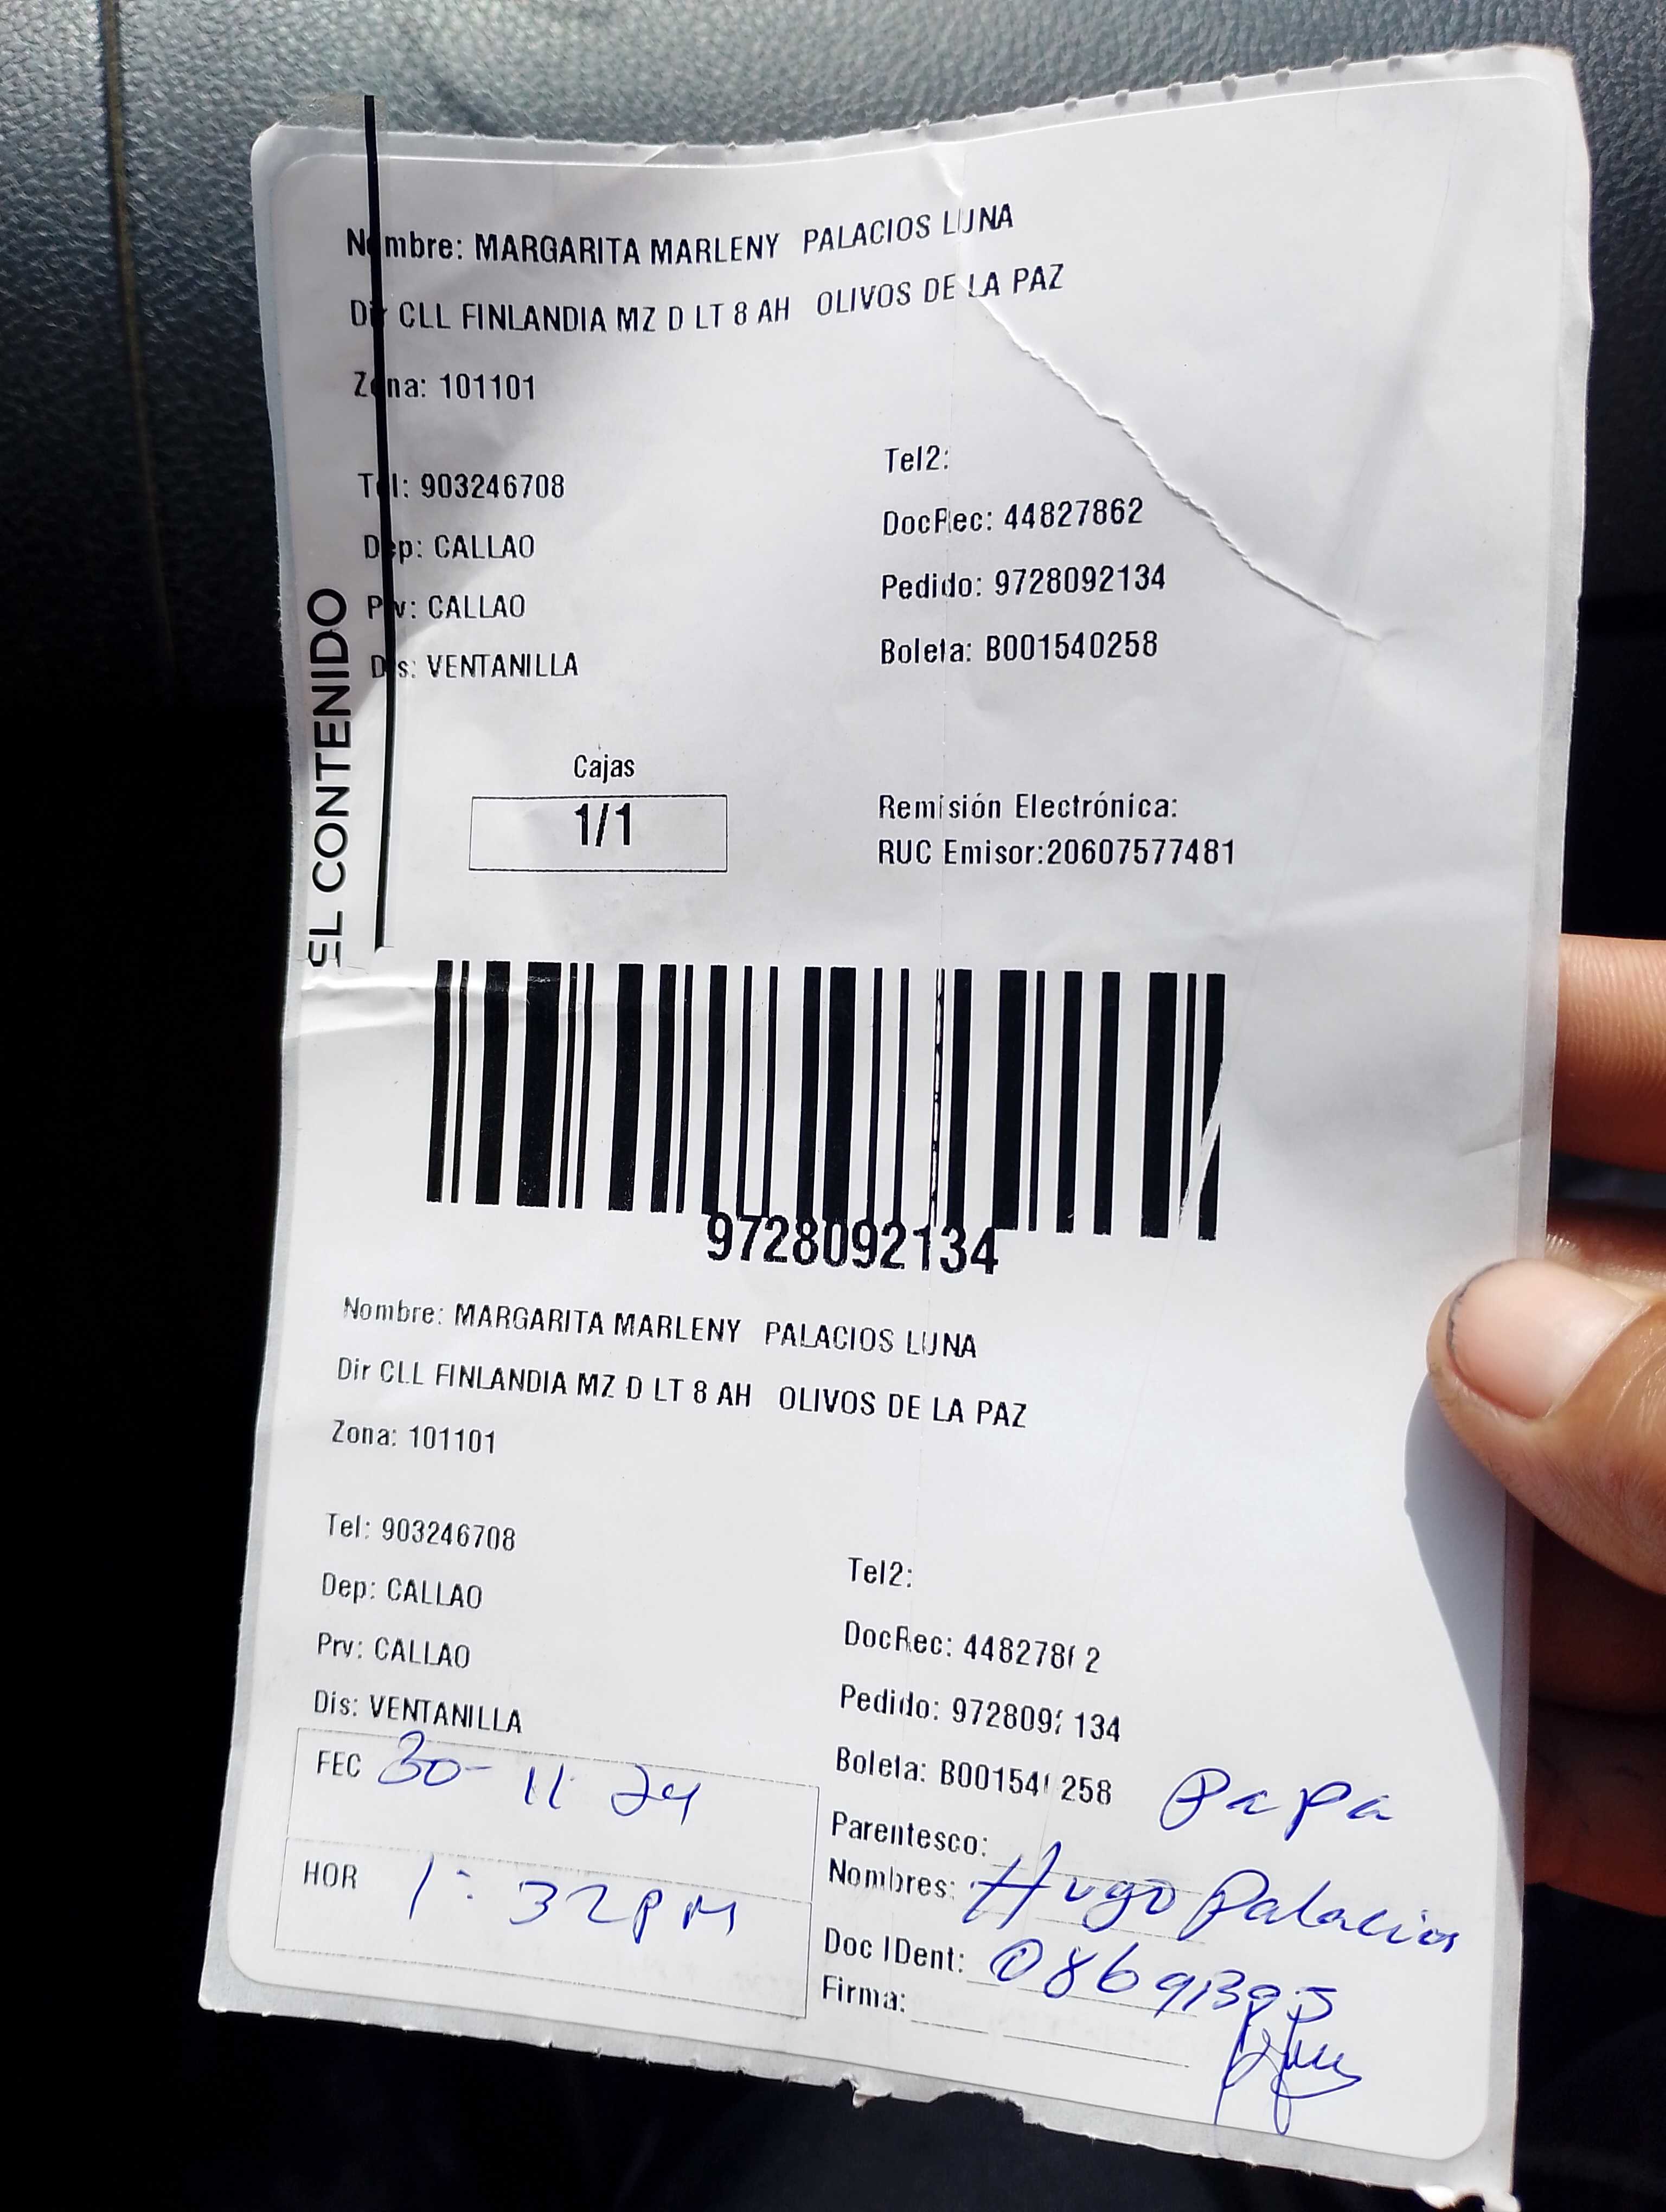 EL CONTENIDO
Nombre: MARGARITA MARLENY PALACIOS LUNA
Dir CLL FINLANDIA MZ D LT 8 AH OLIVOS DE LA PAZ
Zona: 101101
Tel: 903246708
Tel2:
Dep: CALLAO
DocRec: 44827862
Prv: CALLAO
Pedido: 9728092134
Dis: VENTANILLA
Boleta: B001540258
Cajas
1/1
Remisión Electrónica:
RUC Emisor:20607577481
9728092134
Nombre: MARGARITA MARLENY PALACIOS LUNA
Dir CLL FINLANDIA MZ D LT 8 AH OLIVOS DE LA PAZ
Zona: 101101
Tel: 903246708
Tel2:
Dep: CALLAO
DocRec: 44827862
Prv: CALLAO
Pedido: 9728092134
Dis: VENTANILLA
Boleta: B001540258
FEC 30-11 24
Parentesco: Papa
HOR 1:32PM
Nombres: Hugo Palacios
Doc IDent: 08691395
Firma: